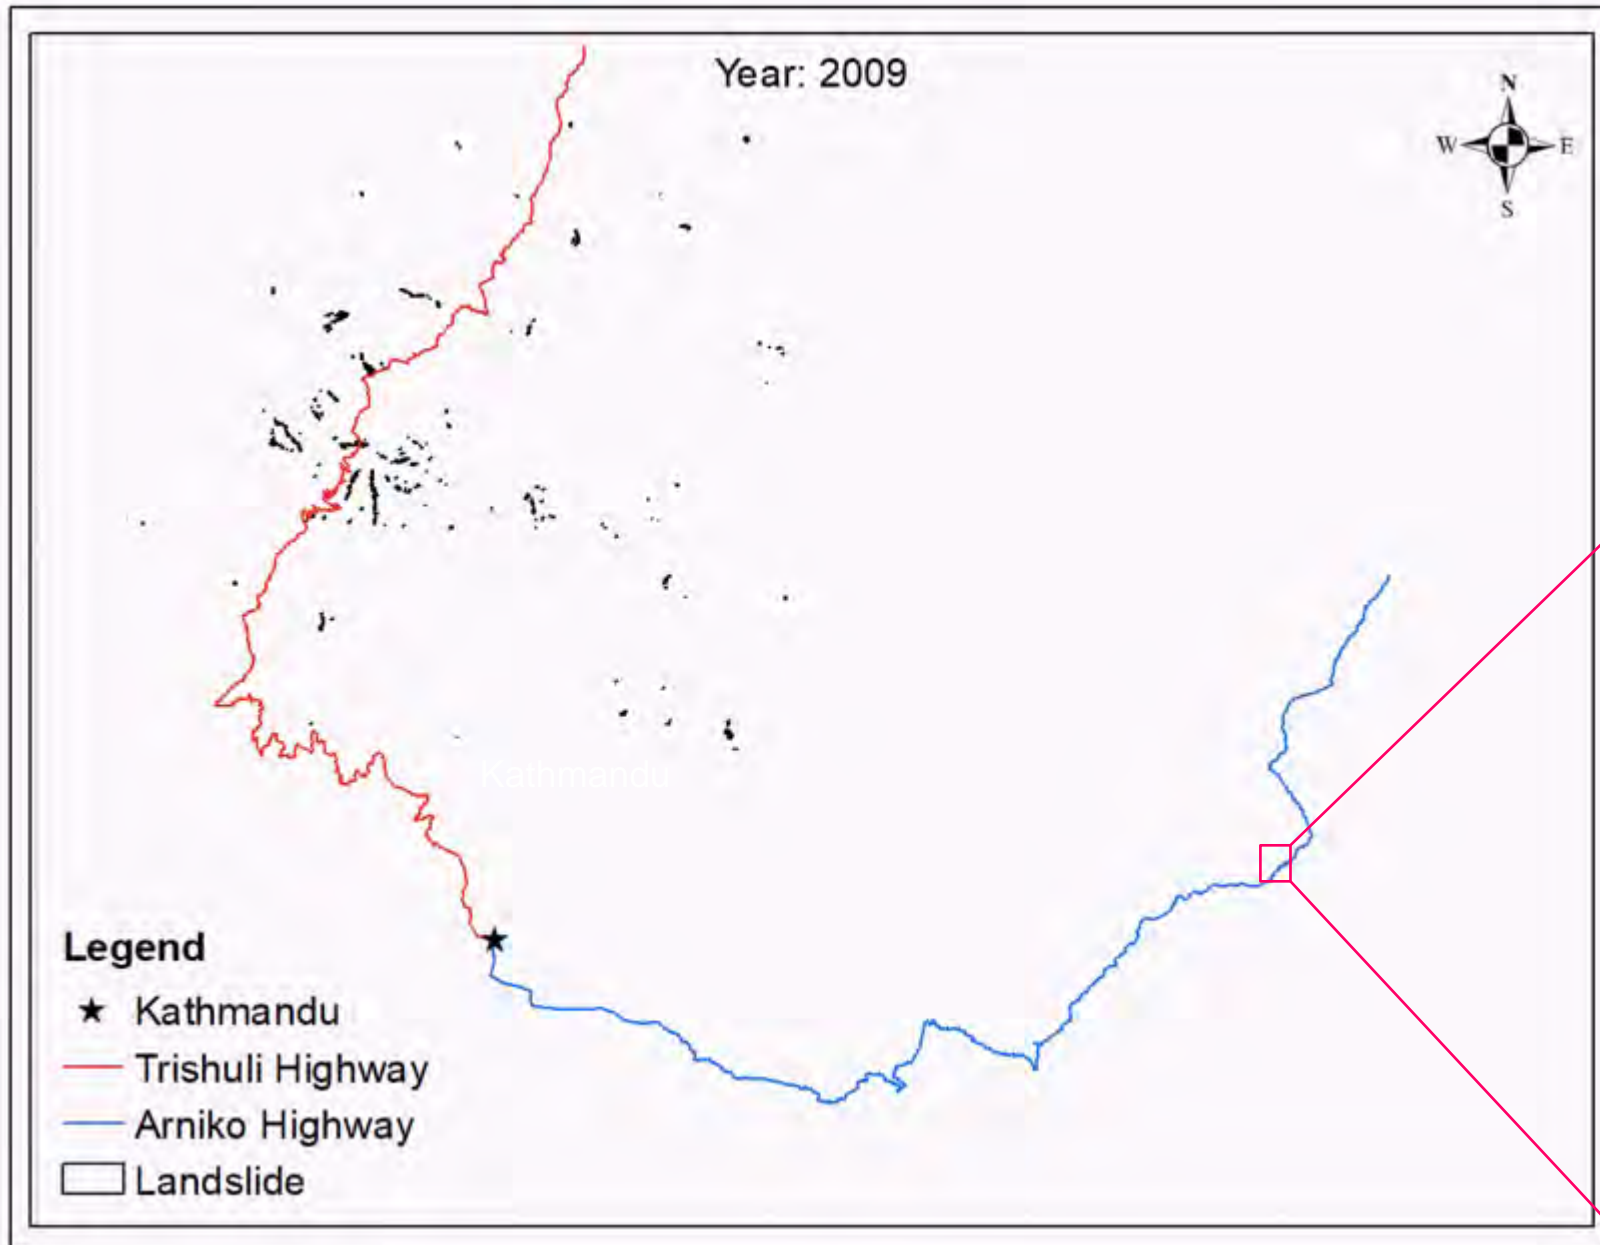 Year: 2009
N
W
E
S
Kathmandu
Legend
Kathmandu
Trishuli Highway
Arniko Highway
Landslide